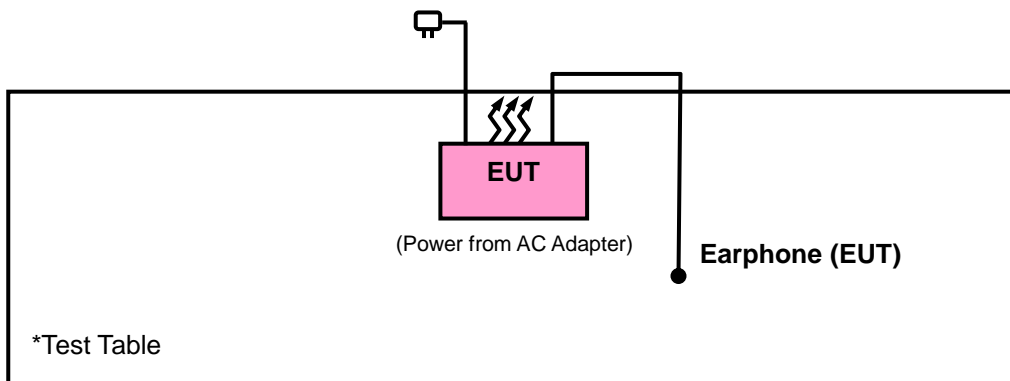 EUT
(Power from AC Adapter)
Earphone (EUT)
*Test Table